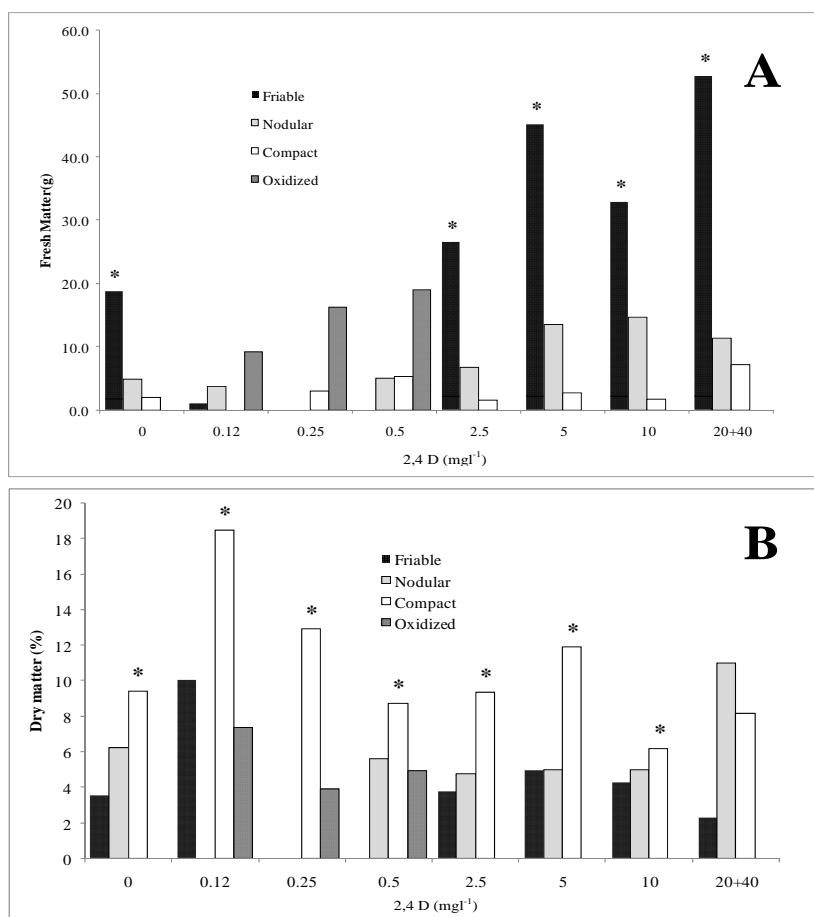 60.0
50.0
40.0
30.0
20.0
10.0
0.0
Fresh Matter(g)
A
Friable
Nodular
Compact
Oxidized
* * * * *
0 0.12 0.25 0.5 2.5 5 10 20+40
2,4 D (mgl⁻¹)
20
18
16
14
12
10
8
6
4
2
0
Dry matter (%)
B
Friable
Nodular
Compact
Oxidized
* * * * * * *
0 0.12 0.25 0.5 2.5 5 10 20+40
2,4 D (mgl⁻¹)